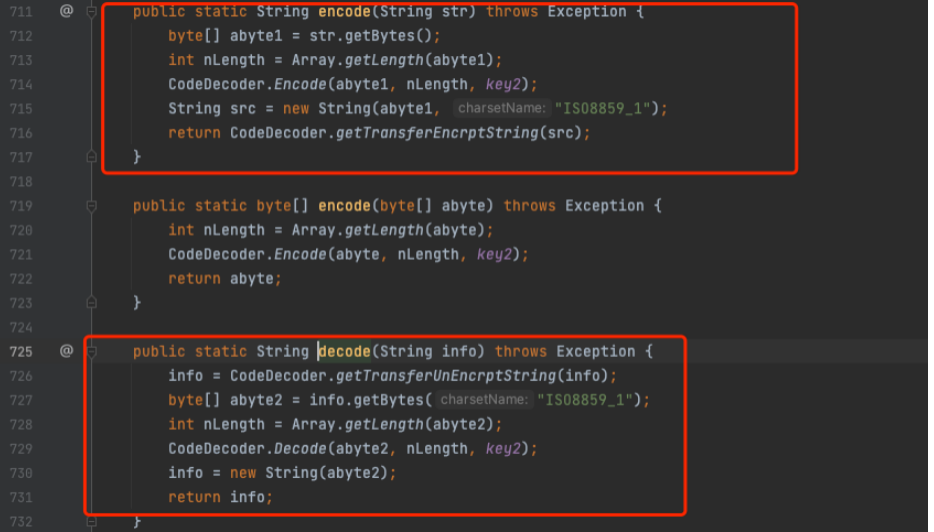 711 @ public static String encode(String str) throws Exception {
712 byte[] abyte1 = str.getBytes();
713 int nLength = Array.getLength(abyte1);
714 CodeDecoder.Encode(abyte1, nLength, key2);
715 String src = new String(abyte1, charsetName: "ISO8859_1");
716 return CodeDecoder.getTransferEncrptString(src);
717 }
718
719 public static byte[] encode(byte[] abyte) throws Exception {
720 int nLength = Array.getLength(abyte);
721 CodeDecoder.Encode(abyte, nLength, key2);
722 return abyte;
723 }
724
725 @ public static String decode(String info) throws Exception {
726 info = CodeDecoder.getTransferUnEncrptString(info);
727 byte[] abyte2 = info.getBytes( charsetName: "ISO8859_1");
728 int nLength = Array.getLength(abyte2);
729 CodeDecoder.Decode(abyte2, nLength, key2);
730 info = new String(abyte2);
731 return info;
732 }